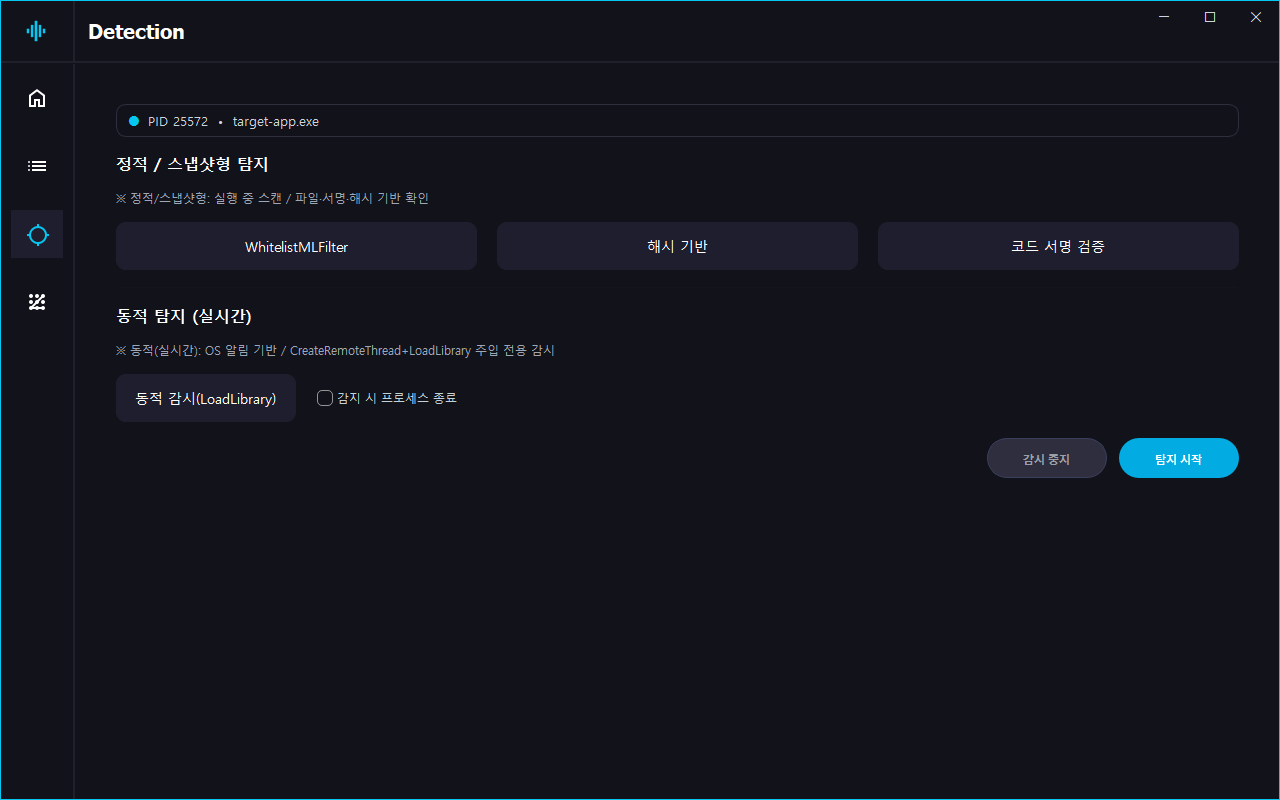 Detection
PID 25572 • target-app.exe
정적 / 스냅샷형 탐지
※ 정적/스냅샷형: 실행 중 스캔 / 파일·서명·해시 기반 확인
WhitelistMLFilter
해시 기반
코드 서명 검증
동적 탐지 (실시간)
※ 동적(실시간): OS 알림 기반 / CreateRemoteThread+LoadLibrary 주입 전용 감시
동적 감시(LoadLibrary)
감지 시 프로세스 종료
감시 중지
탐지 시작